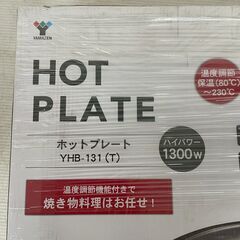 YAMAZEN
HOT
PLATE
ホットプレート
YHB-131(T)
温度調節
保温(80℃)
～230℃
ハイパワー
1300W
温度調節機能付きで
焼き物料理はお任せ!